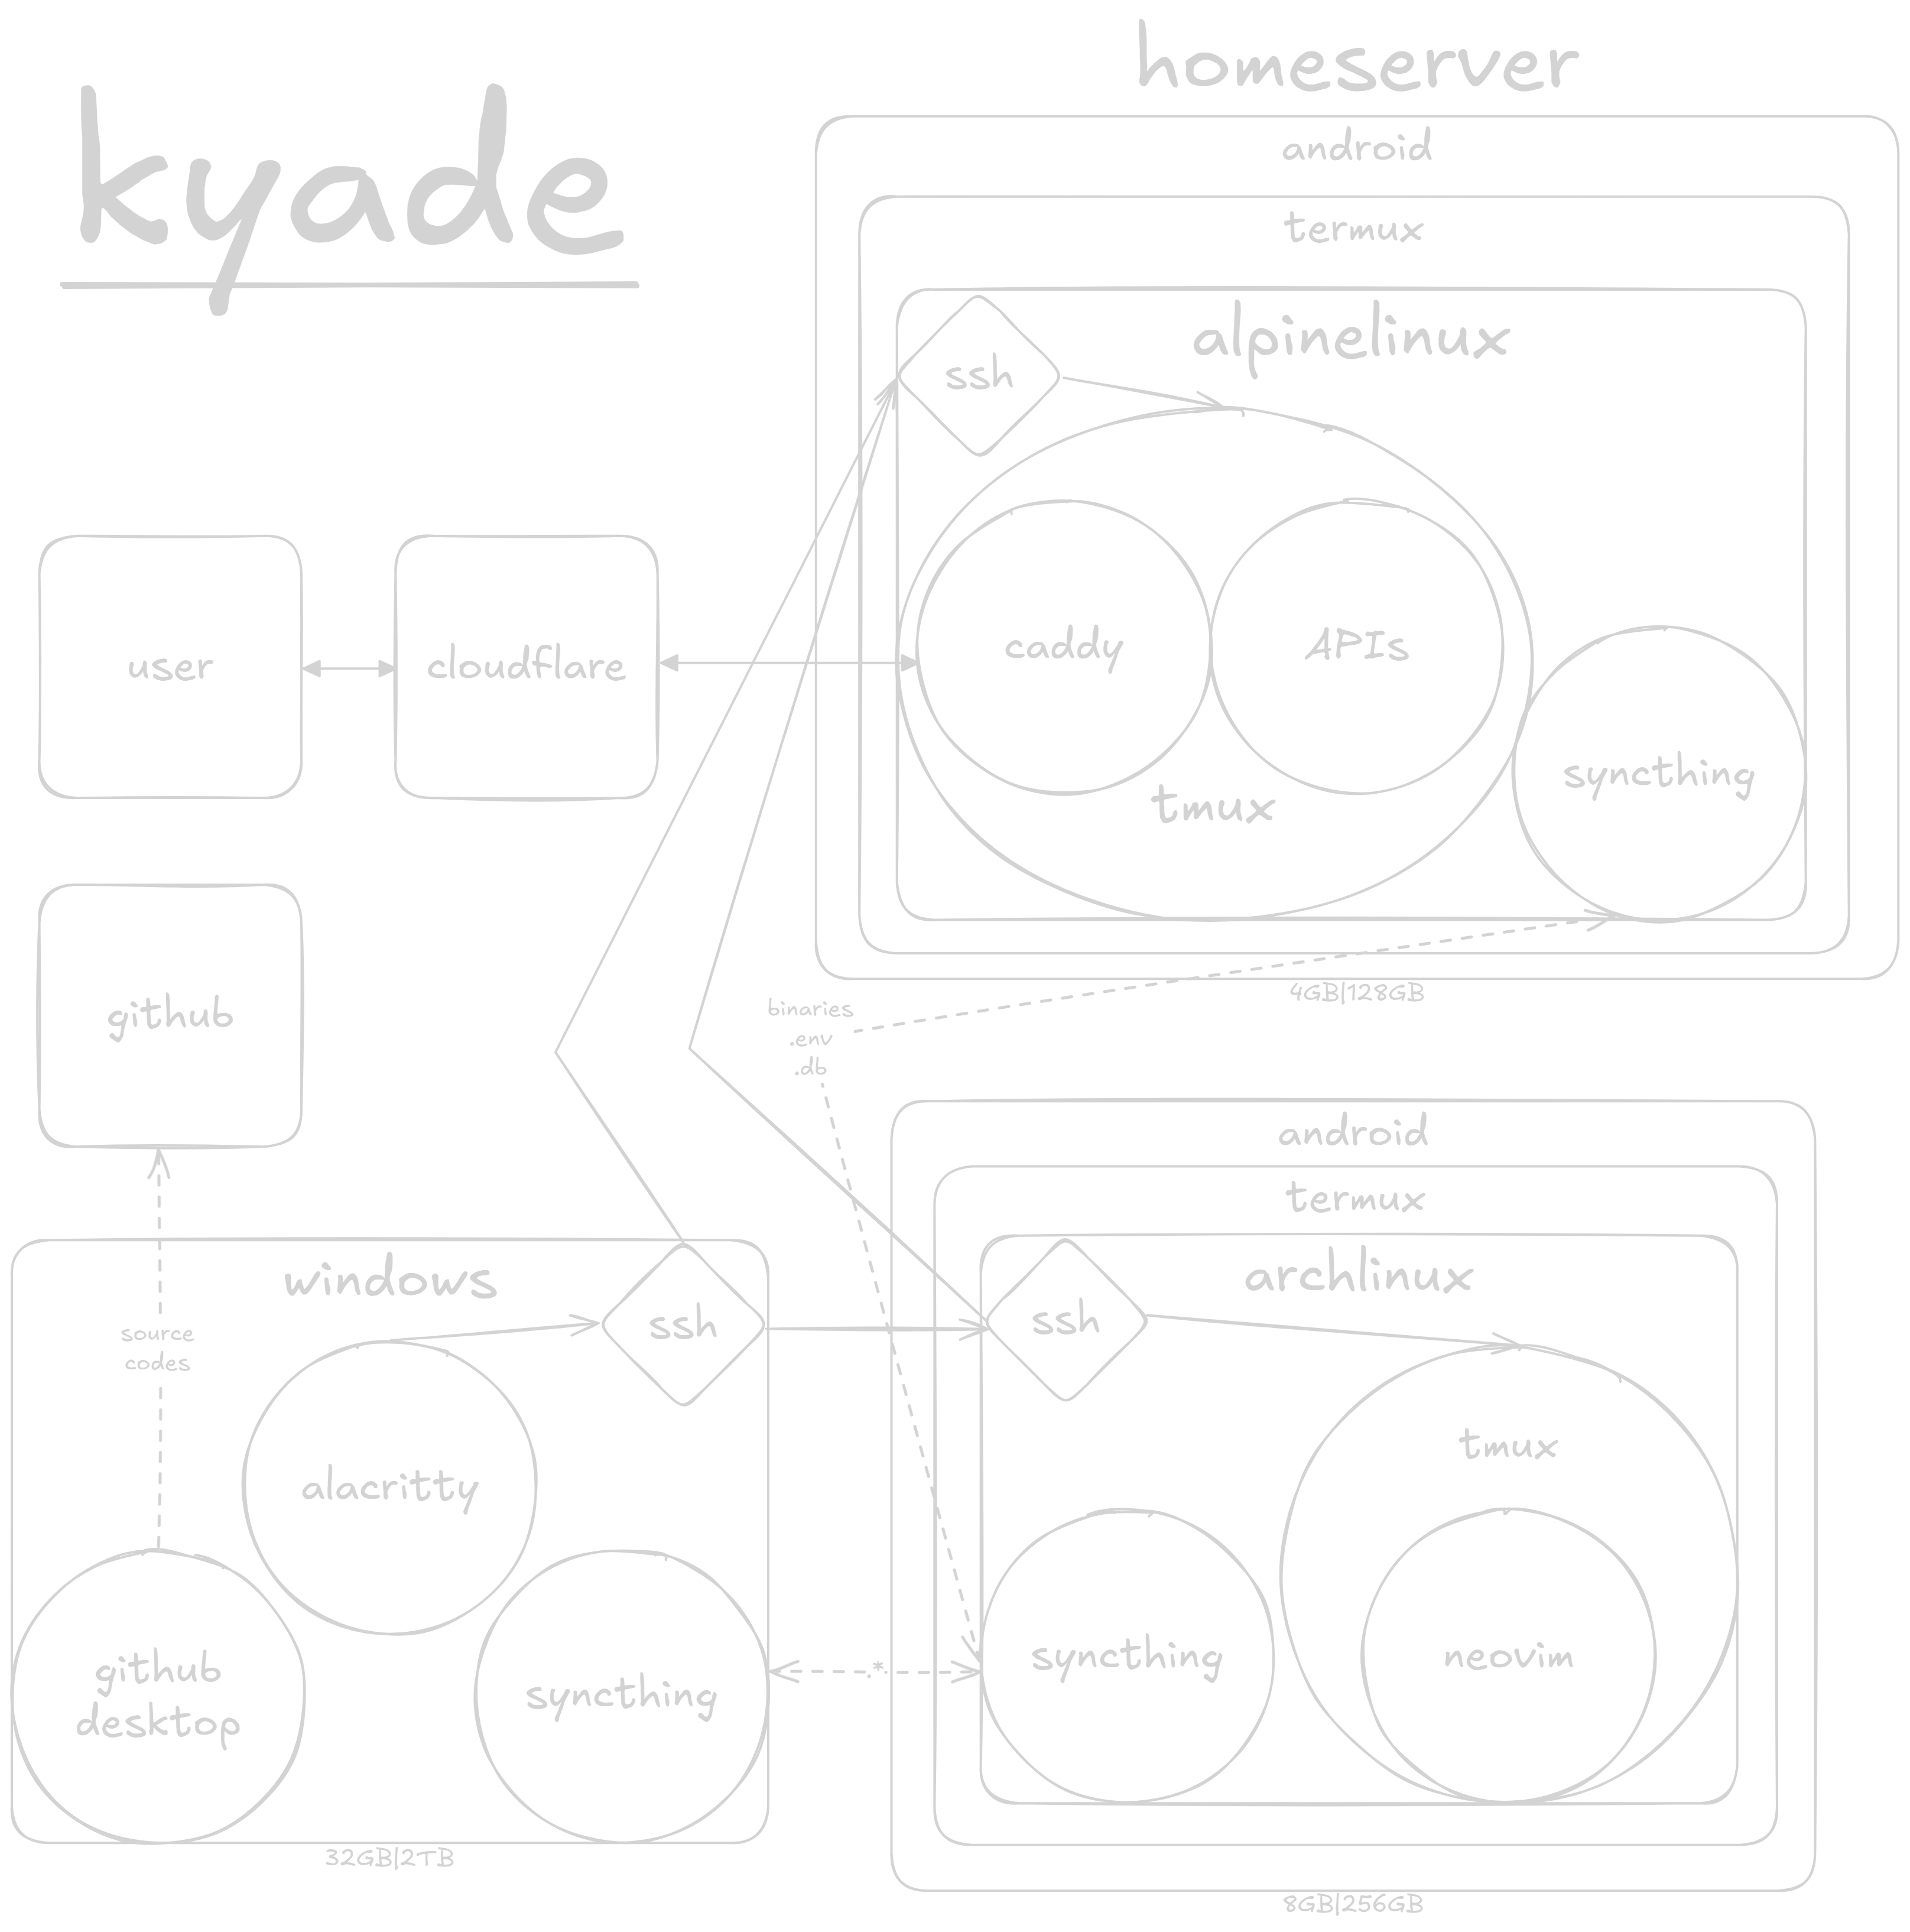 kyade
homeserver
android
termux
alpinelinux
ssh
user
cloudflare
caddy
APIs
syncthing
tmux
github
4GB|128GB
binaries
.env
.db
android
termux
archlinux
windows
ssh
ssh
source
codes
tmux
alacritty
syncthing
neovim
github
desktop
syncthing
.*.
32GB|2TB
8GB|256GB